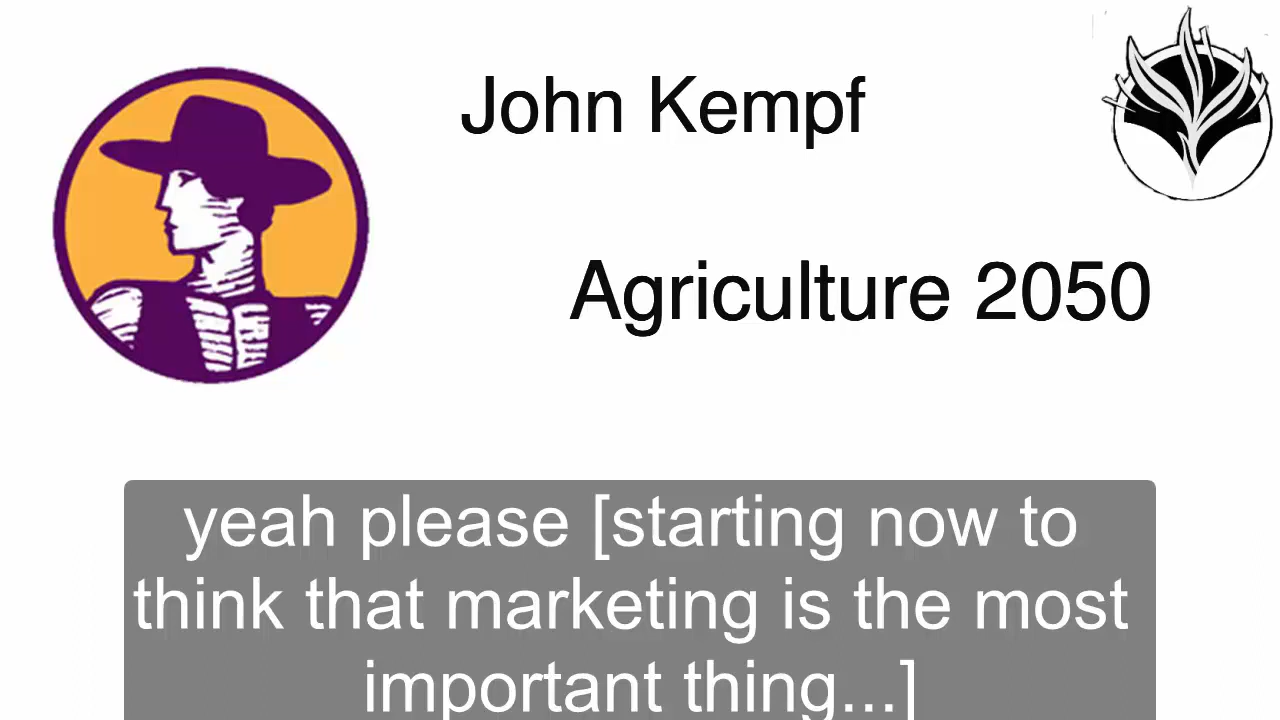 John Kempf
Agriculture 2050
yeah please [starting now to
think that marketing is the most
important thing...]